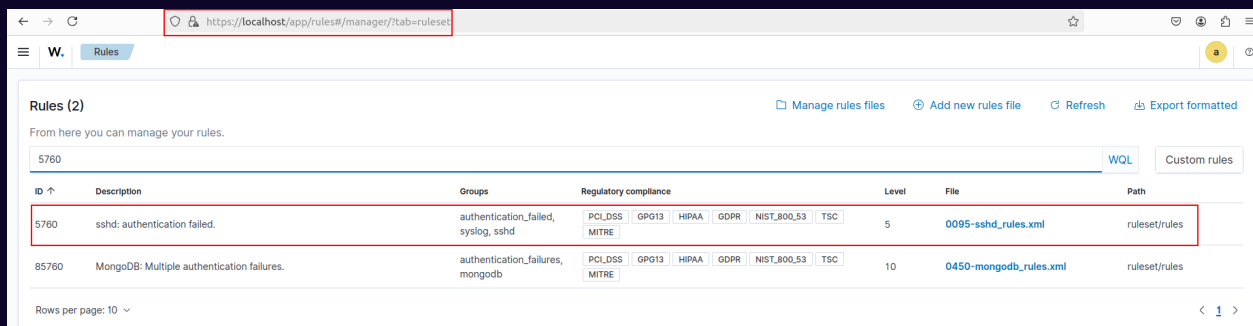 https://localhost/app/rules#/manager/?tab=ruleset
W. Rules a
Rules (2) Manage rules files Add new rules file Refresh Export formatted
From here you can manage your rules.
5760 WQL Custom rules
ID ↑ Description Groups Regulatory compliance Level File Path
5760 sshd: authentication failed. authentication_failed, syslog, sshd PCI_DSS GPG13 HIPAA GDPR NIST_800_53 TSC MITRE 5 0095-sshd_rules.xml ruleset/rules
85760 MongoDB: Multiple authentication failures. authentication_failures, mongodb PCI_DSS GPG13 HIPAA GDPR NIST_800_53 TSC MITRE 10 0450-mongodb_rules.xml ruleset/rules
Rows per page: 10 < 1 >